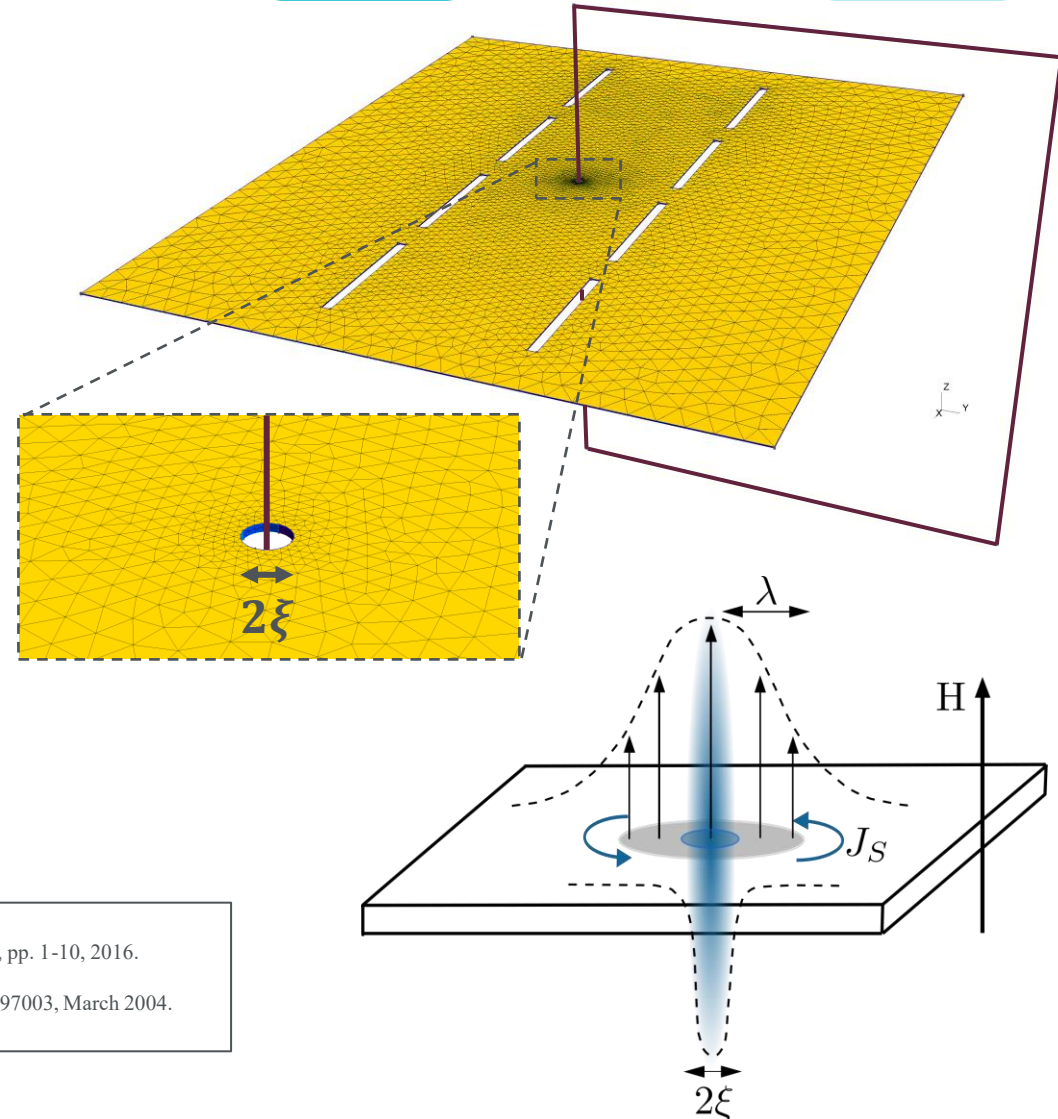 Z
X Y
2ξ
λ
H
J_S
, pp. 1-10, 2016.
97003, March 2004.
2ξ